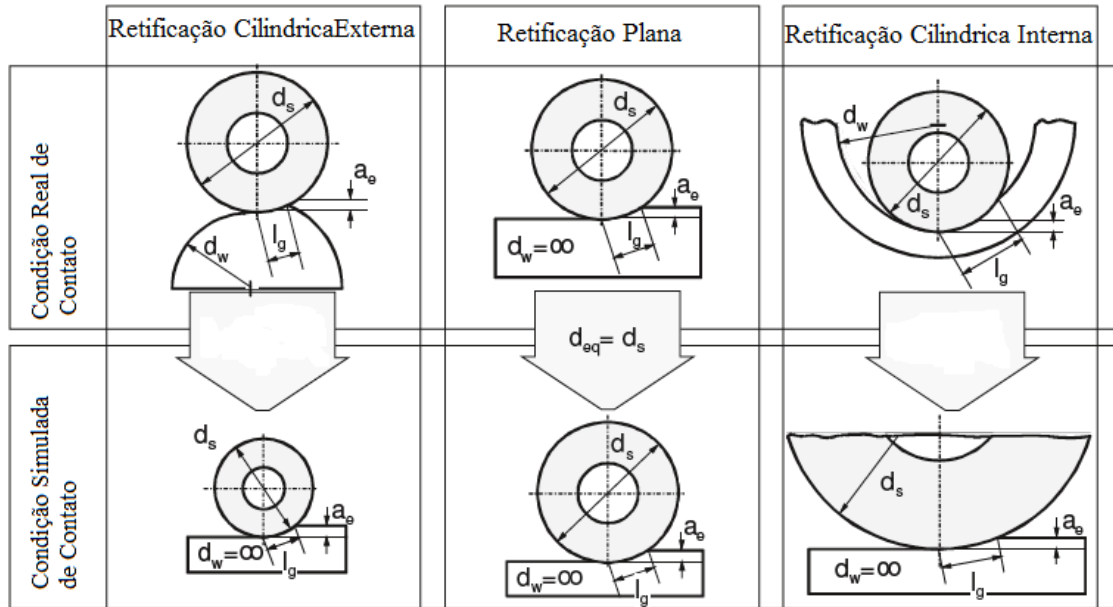 Retificação CilindricaExterna
Retificação Plana
Retificação Cilindrica Interna
Condição Real de
Contato
d_s
a_e
d_w
l_g
d_s
a_e
d_w=∞
l_g
d_w
d_s
a_e
l_g
d_eq= d_s
Condição Simulada
de Contato
d_s
a_e
d_w=∞
l_g
d_s
a_e
d_w=∞
l_g
d_s
a_e
d_w=∞
l_g